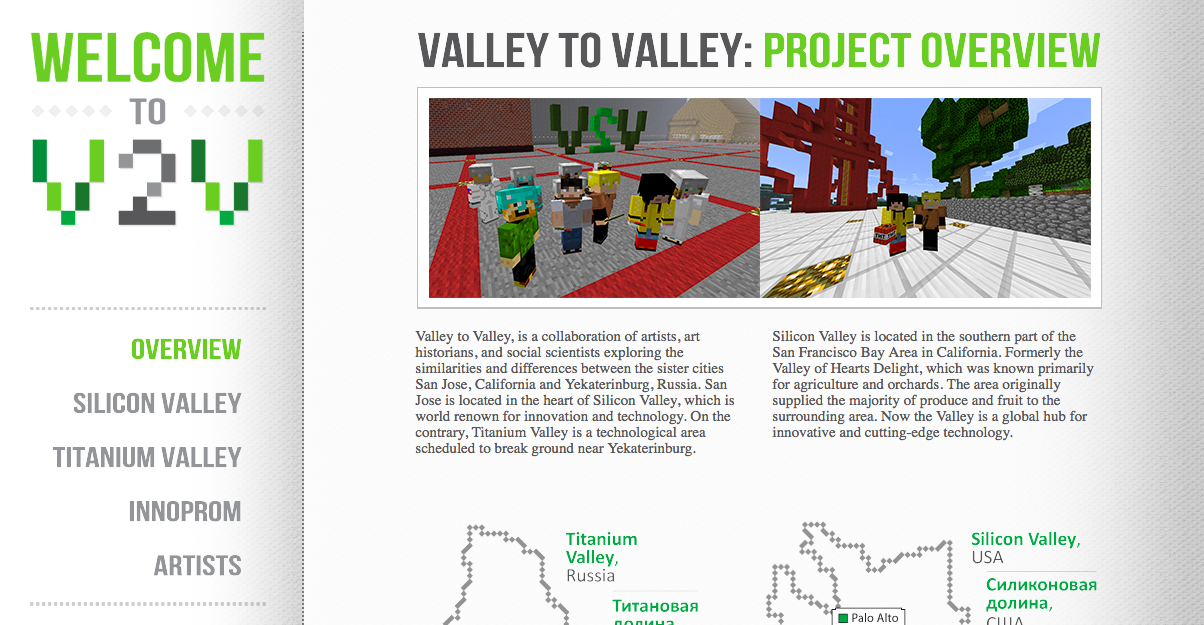 WELCOME
TO
V2V
OVERVIEW
SILICON VALLEY
TITANIUM VALLEY
INNOPROM
ARTISTS
VALLEY TO VALLEY: PROJECT OVERVIEW
V2V
TNT TNT
Valley to Valley, is a collaboration of artists, art
historians, and social scientists exploring the
similarities and differences between the sister cities
San Jose, California and Yekaterinburg, Russia. San
Jose is located in the heart of Silicon Valley, which is
world renown for innovation and technology. On the
contrary, Titanium Valley is a technological area
scheduled to break ground near Yekaterinburg.
Silicon Valley is located in the southern part of the
San Francisco Bay Area in California. Formerly the
Valley of Hearts Delight, which was known primarily
for agriculture and orchards. The area originally
supplied the majority of produce and fruit to the
surrounding area. Now the Valley is a global hub for
innovative and cutting-edge technology.
Titanium
Valley,
Russia
Титановая
долина,
Silicon Valley,
USA
Силиконовая
долина,
США
Palo Alto